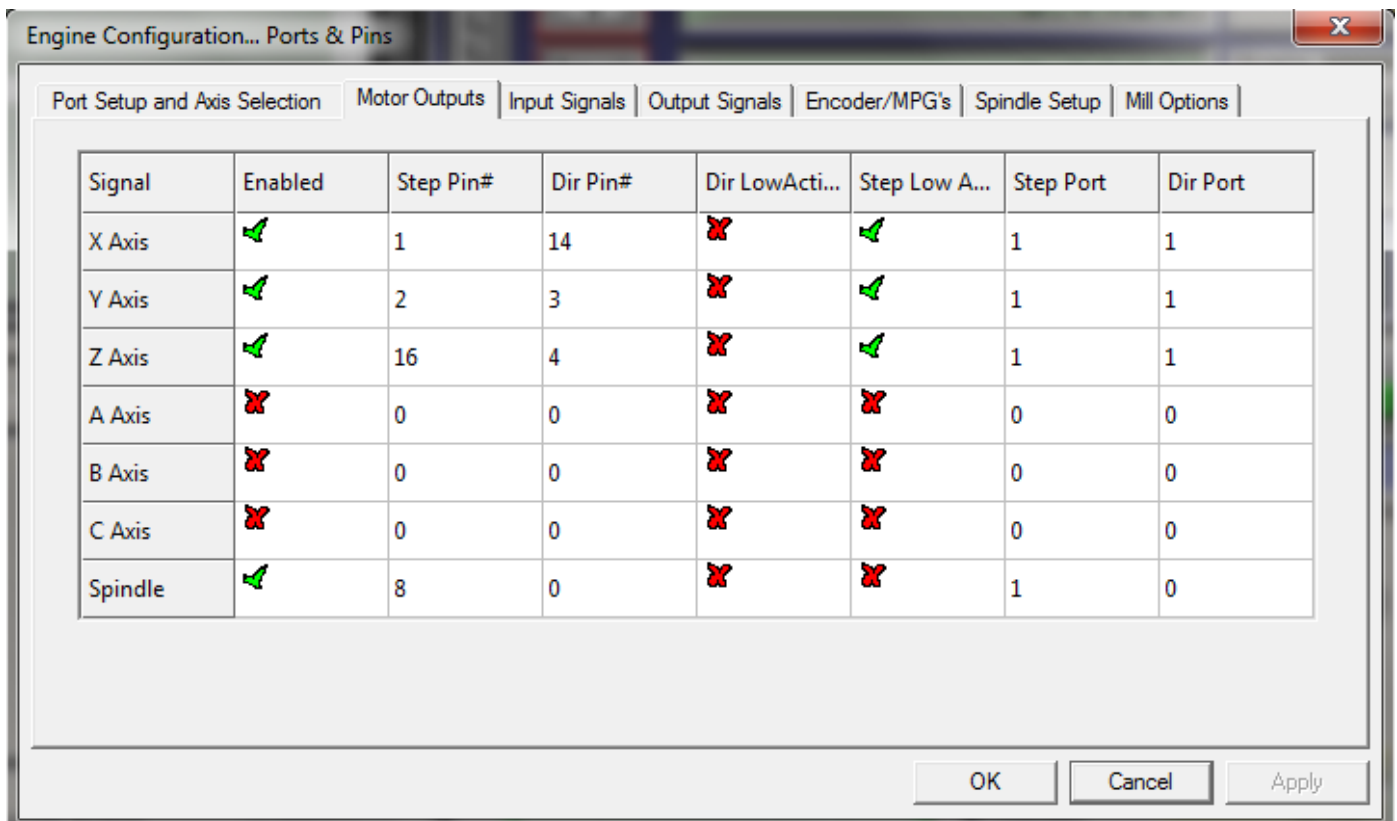 Engine Configuration... Ports & Pins
Port Setup and Axis Selection Motor Outputs Input Signals Output Signals Encoder/MPG's Spindle Setup Mill Options
Signal Enabled Step Pin# Dir Pin# Dir LowActi... Step Low A... Step Port Dir Port
X Axis 1 14 1 1
Y Axis 2 3 1 1
Z Axis 16 4 1 1
A Axis 0 0 0 0
B Axis 0 0 0 0
C Axis 0 0 0 0
Spindle 8 0 1 0
OK Cancel Apply